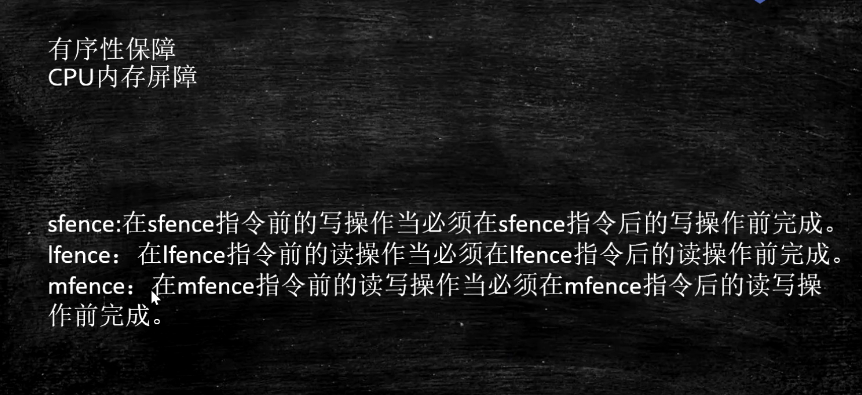 有序性保障
CPU内存屏障
sfence:在sfence指令前的写操作当必须在sfence指令后的写操作前完成。
lfence：在lfence指令前的读操作当必须在lfence指令后的读操作前完成。
mfence：在mfence指令前的读写操作当必须在mfence指令后的读写操
作前完成。